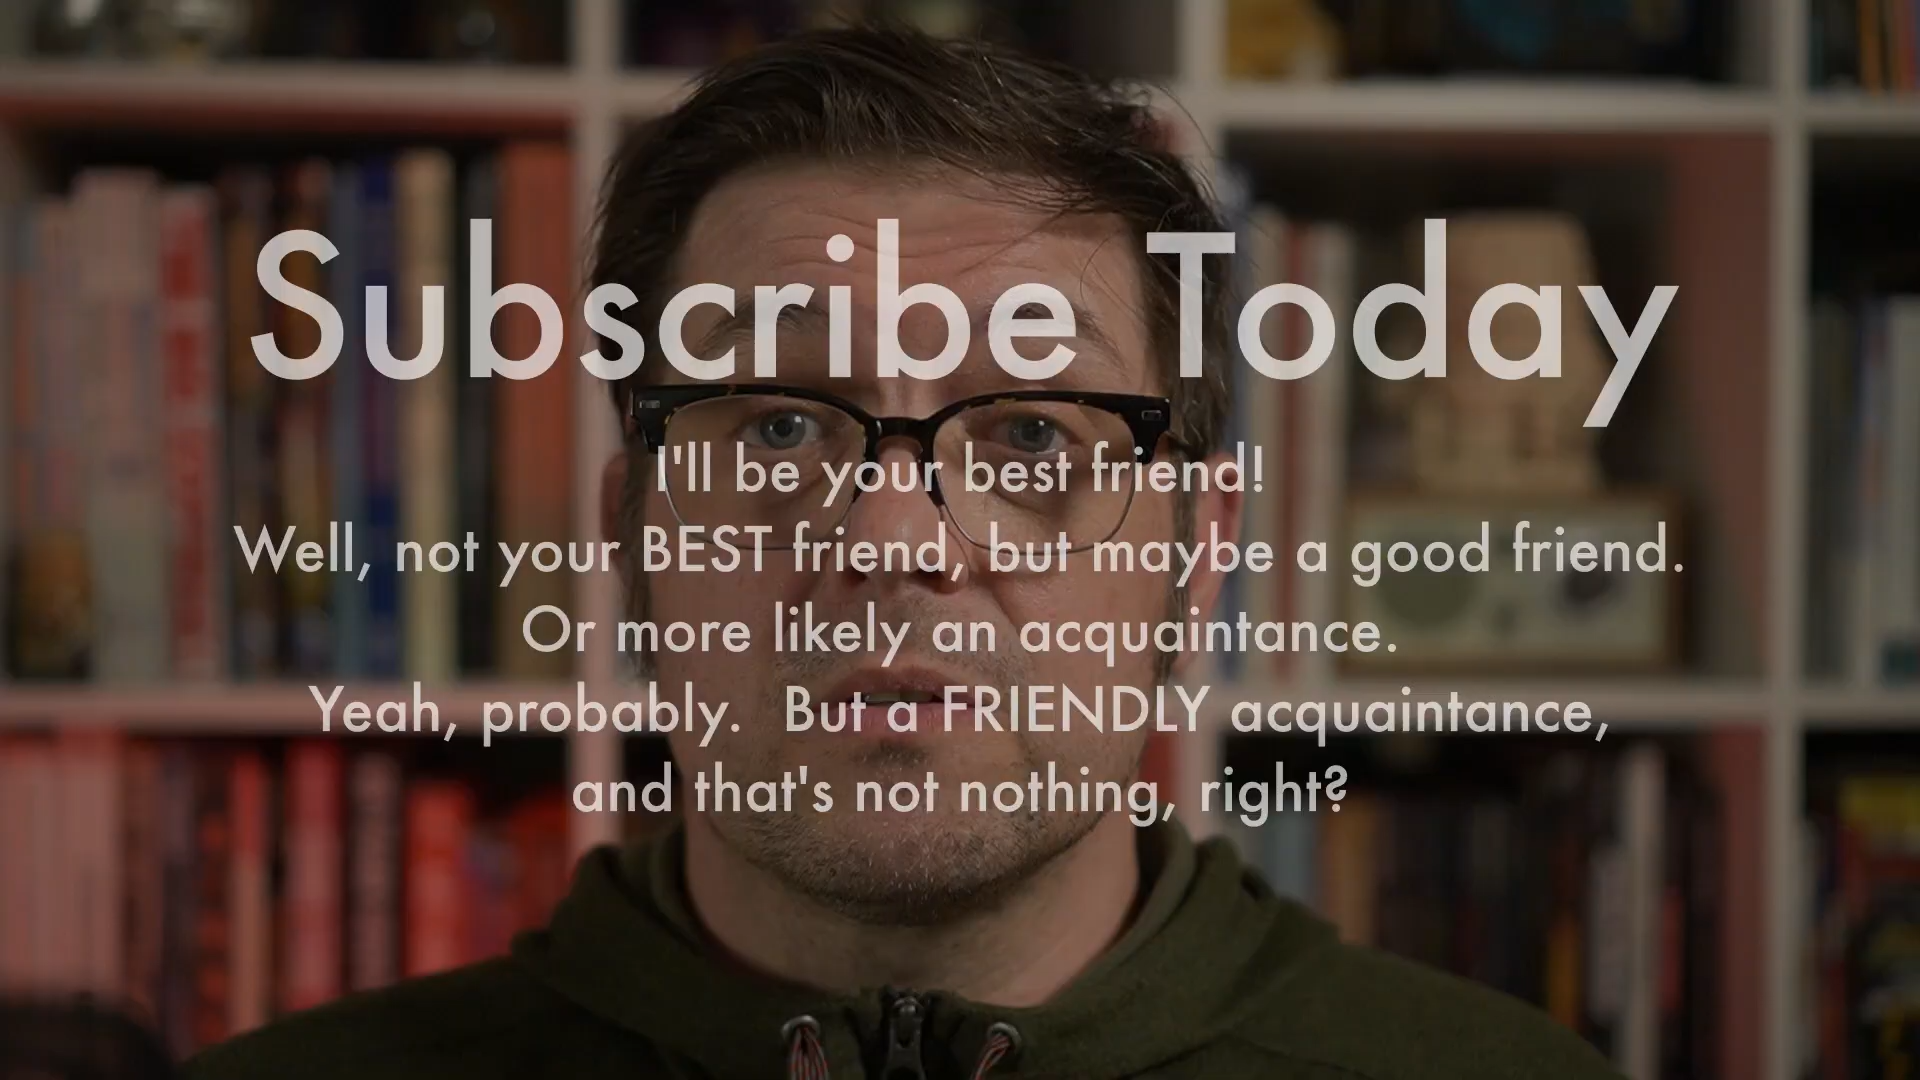 Subscribe Today
I'll be your best friend!
Well, not your BEST friend, but maybe a good friend.
Or more likely an acquaintance.
Yeah, probably.  But a FRIENDLY acquaintance,
and that's not nothing, right?